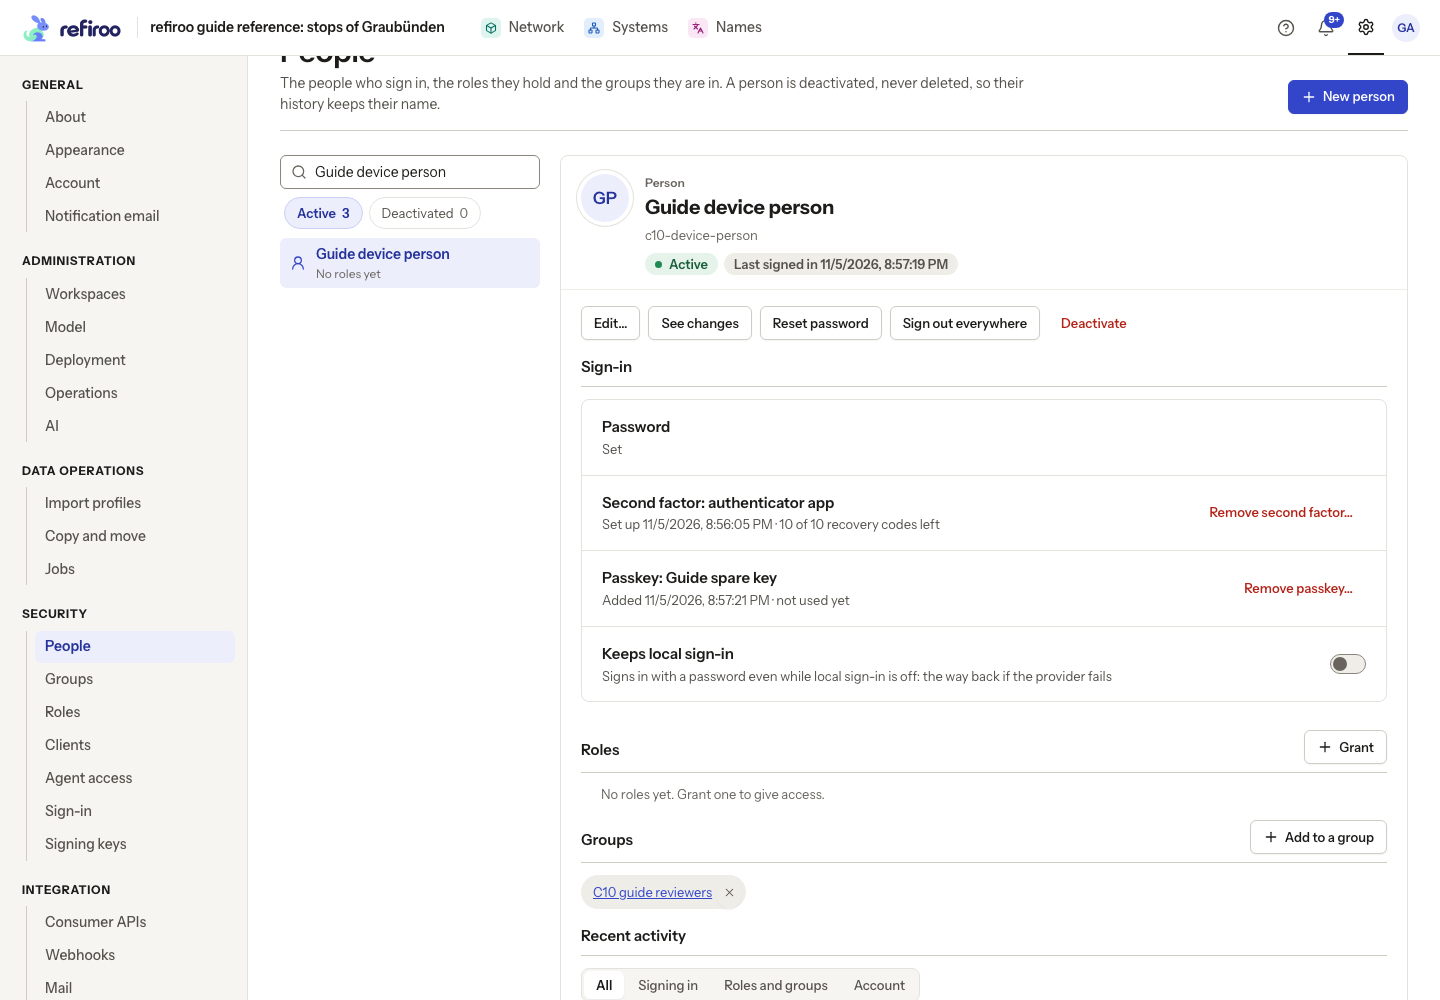 refiroo
refiroo guide reference: stops of Graubünden
Network
Systems
Names
9+
GA
GENERAL
About
Appearance
Account
Notification email
ADMINISTRATION
Workspaces
Model
Deployment
Operations
AI
DATA OPERATIONS
Import profiles
Copy and move
Jobs
SECURITY
People
Groups
Roles
Clients
Agent access
Sign-in
Signing keys
INTEGRATION
Consumer APIs
Webhooks
Mail
People
The people who sign in, the roles they hold and the groups they are in. A person is deactivated, never deleted, so their
history keeps their name.
New person
Guide device person
Active 3
Deactivated 0
Guide device person
No roles yet
GP
Person
Guide device person
c10-device-person
Active
Last signed in 11/5/2026, 8:57:19 PM
Edit...
See changes
Reset password
Sign out everywhere
Deactivate
Sign-in
Password
Set
Second factor: authenticator app
Set up 11/5/2026, 8:56:05 PM · 10 of 10 recovery codes left
Remove second factor...
Passkey: Guide spare key
Added 11/5/2026, 8:57:21 PM · not used yet
Remove passkey...
Keeps local sign-in
Signs in with a password even while local sign-in is off: the way back if the provider fails
Roles
Grant
No roles yet. Grant one to give access.
Groups
Add to a group
C10 guide reviewers
Recent activity
All
Signing in
Roles and groups
Account